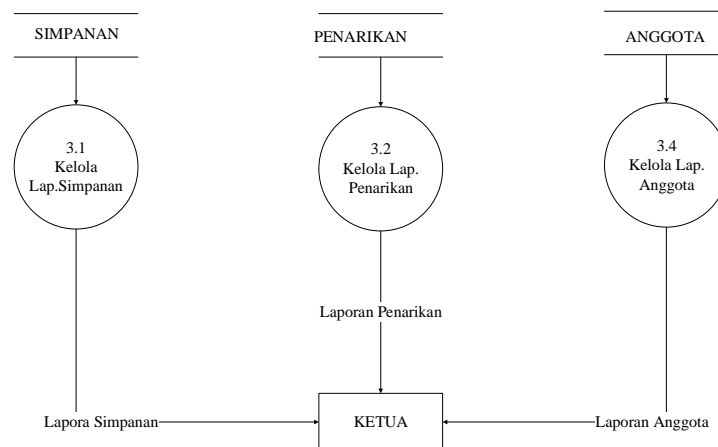 SIMPANAN
PENARIKAN
ANGGOTA
3.1
Kelola
Lap.Simpanan
3.2
Kelola Lap.
Penarikan
3.4
Kelola Lap.
Anggota
Laporan Penarikan
Lapora Simpanan
KETUA
Laporan Anggota